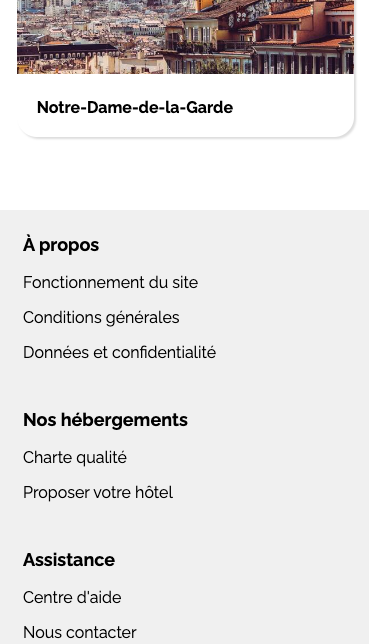 Notre-Dame-de-la-Garde
À propos
Fonctionnement du site
Conditions générales
Données et confidentialité
Nos hébergements
Charte qualité
Proposer votre hôtel
Assistance
Centre d'aide
Nous contacter